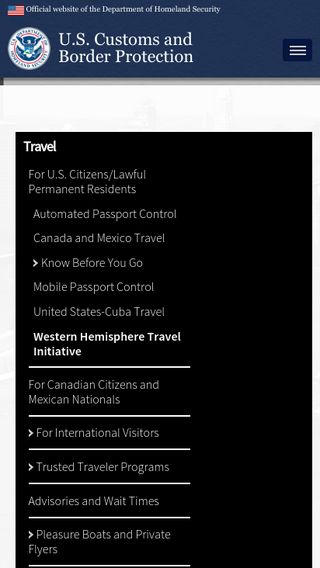 Official website of the Department of Homeland Security
U.S. Customs and
Border Protection
Travel
For U.S. Citizens/Lawful
Permanent Residents
Automated Passport Control
Canada and Mexico Travel
Know Before You Go
Mobile Passport Control
United States-Cuba Travel
Western Hemisphere Travel
Initiative
For Canadian Citizens and
Mexican Nationals
For International Visitors
Trusted Traveler Programs
Advisories and Wait Times
Pleasure Boats and Private
Flyers